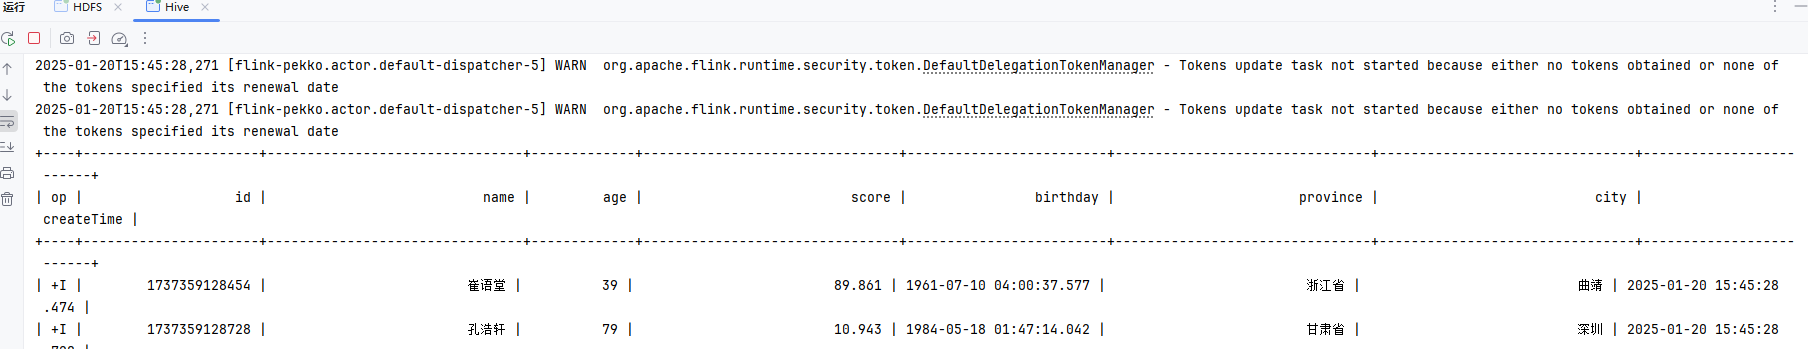 运行 HDFS Hive
2025-01-20T15:45:28,271 [flink-pekko.actor.default-dispatcher-5] WARN  org.apache.flink.runtime.security.token.DefaultDelegationTokenManager - Tokens update task not started because either no tokens obtained or none of
the tokens specified its renewal date
2025-01-20T15:45:28,271 [flink-pekko.actor.default-dispatcher-5] WARN  org.apache.flink.runtime.security.token.DefaultDelegationTokenManager - Tokens update task not started because either no tokens obtained or none of
the tokens specified its renewal date
+----+----------------------+--------------------------------+-------------+--------------------------------+-------------------------+--------------------------------+--------------------------------+-------------------
------+
| op |                   id |                           name |         age |                          score |                birthday |                       province |                           city |
createTime |
+----+----------------------+--------------------------------+-------------+--------------------------------+-------------------------+--------------------------------+--------------------------------+-------------------
------+
| +I |        1737359128454 |                         崔语堂 |          39 |                         89.861 | 1961-07-10 04:00:37.577 |                         浙江省 |                           曲靖 | 2025-01-20 15:45:28
.474 |
| +I |        1737359128728 |                         孔浩轩 |          79 |                         10.943 | 1984-05-18 01:47:14.042 |                         甘肃省 |                           深圳 | 2025-01-20 15:45:28